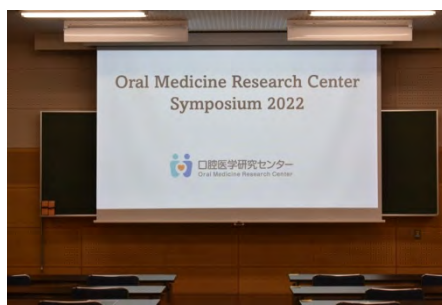 Oral Medicine Research Center
Symposium 2022
口腔医学研究センター
Oral Medicine Research Center